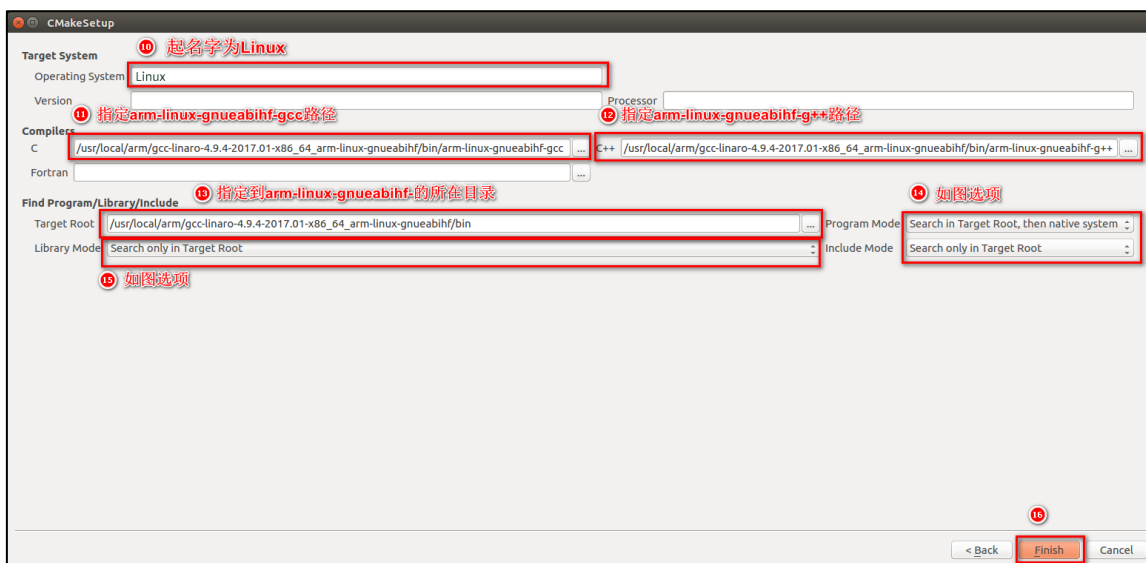 CMakeSetup
⑩ 起名字为Linux
Target System
Operating System Linux
Version Processor
⑪ 指定arm-linux-gnueabihf-gcc路径 ⑫ 指定arm-linux-gnueabihf-g++路径
Compilers
C /usr/local/arm/gcc-linaro-4.9.4-2017.01-x86_64_arm-linux-gnueabihf/bin/arm-linux-gnueabihf-gcc ... C++ /usr/local/arm/gcc-linaro-4.9.4-2017.01-x86_64_arm-linux-gnueabihf/bin/arm-linux-gnueabihf-g++ ...
Fortran ...
⑬ 指定到arm-linux-gnueabihf-的所在目录 ⑭ 如图选项
Find Program/Library/Include
Target Root /usr/local/arm/gcc-linaro-4.9.4-2017.01-x86_64_arm-linux-gnueabihf/bin ... Program Mode Search in Target Root, then native system
Library Mode Search only in Target Root Include Mode Search only in Target Root
⑮ 如图选项
⑯
< Back Finish Cancel